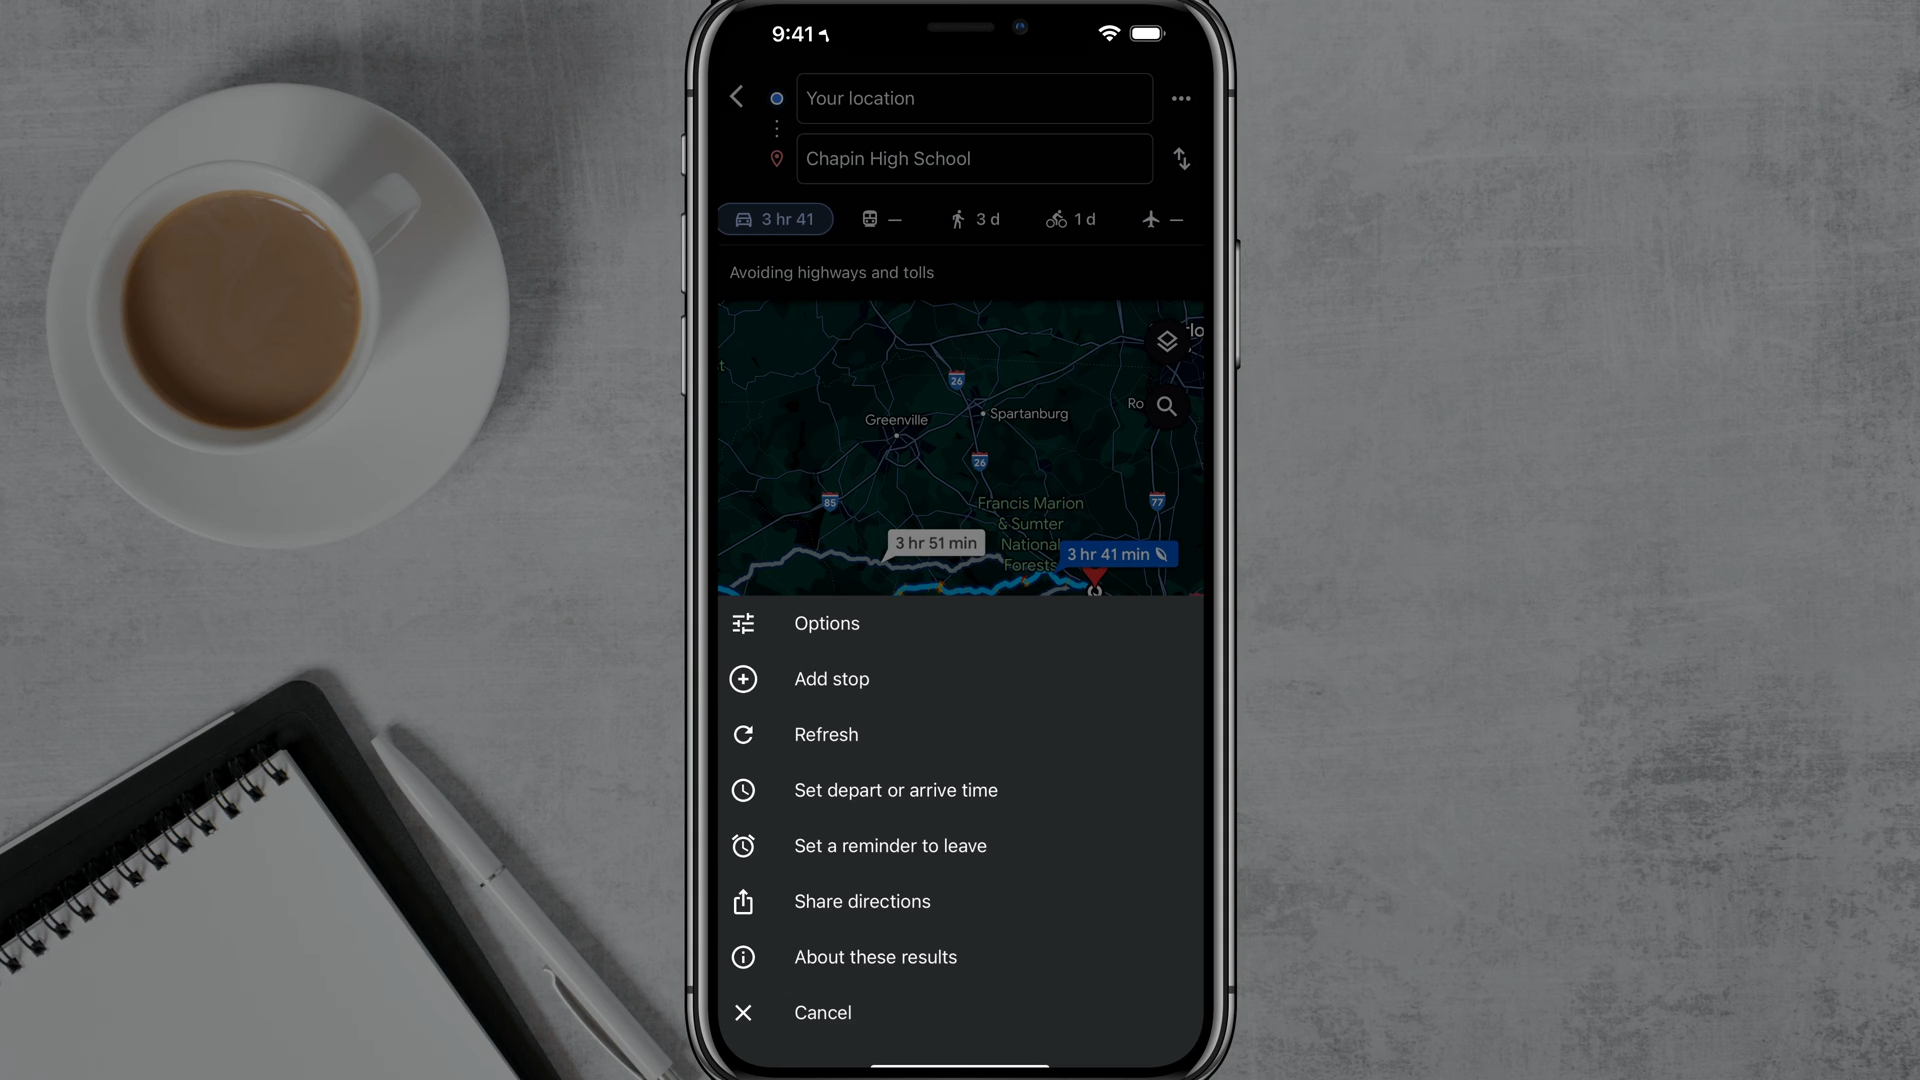 9:41
Your location
Chapin High School
3 hr 41
—
3 d
1 d
—
Avoiding highways and tolls
26
Greenville
Spartanburg
Ro
26
85
77
Francis Marion
& Sumter
National
Forests
3 hr 51 min
3 hr 41 min
Options
Add stop
Refresh
Set depart or arrive time
Set a reminder to leave
Share directions
About these results
Cancel